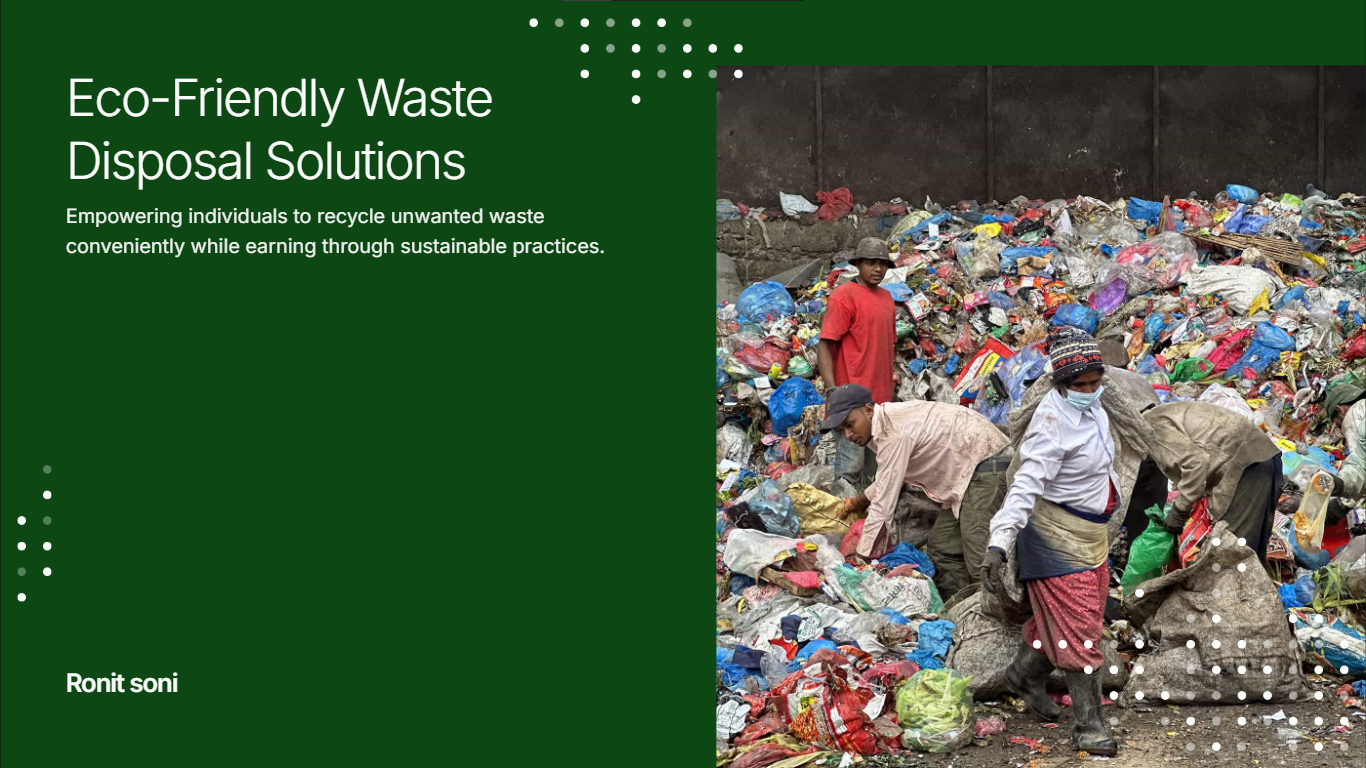 Eco-Friendly Waste
Disposal Solutions
Empowering individuals to recycle unwanted waste
conveniently while earning through sustainable practices.
Ronit soni